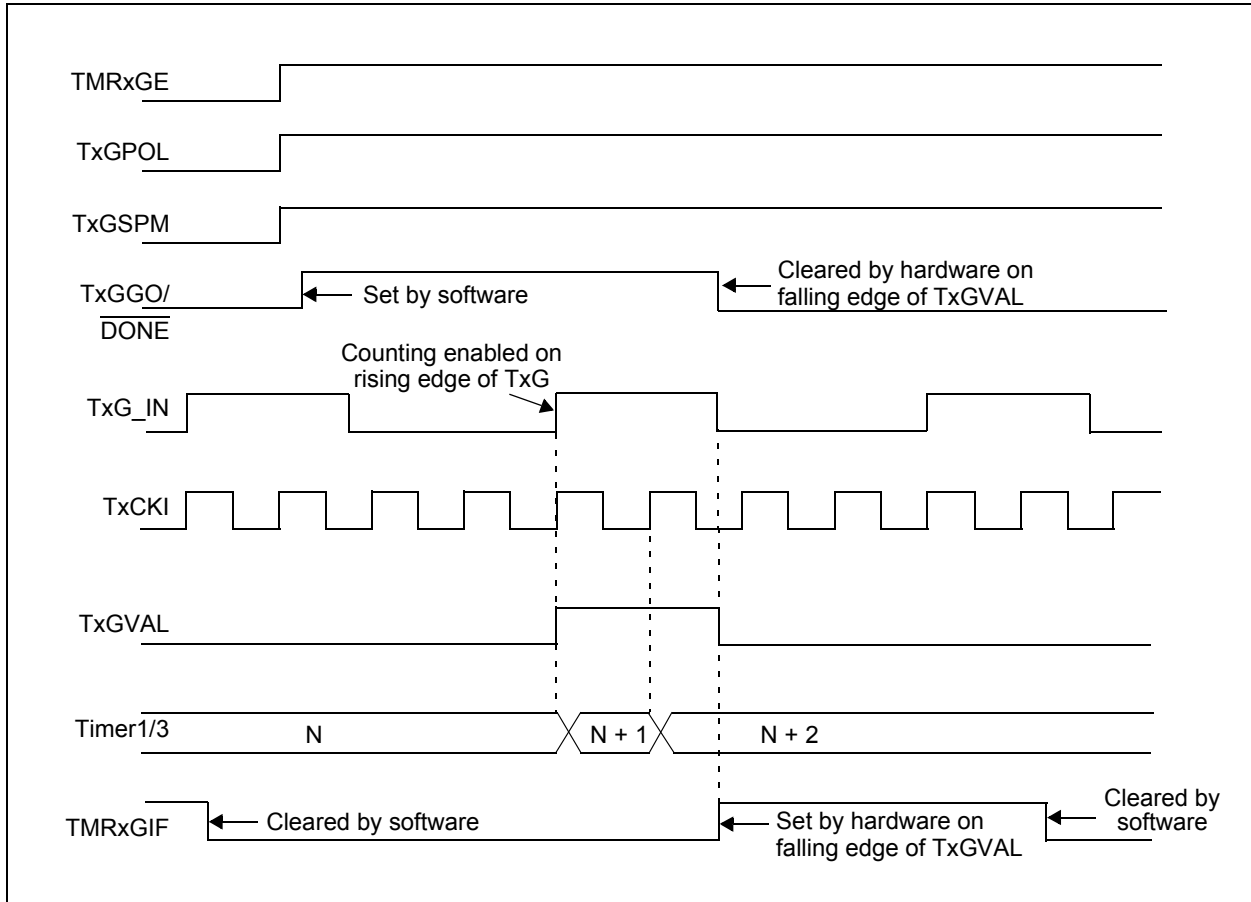 TMRxGE
TxGPOL
TxGSPM
TxGGO/
DONE
Set by software
Cleared by hardware on
falling edge of TxGVAL
Counting enabled on
rising edge of TxG
TxG_IN
TxCKI
TxGVAL
Timer1/3
N
N + 1
N + 2
TMRxGIF
Cleared by software
Set by hardware on
falling edge of TxGVAL
Cleared by
software